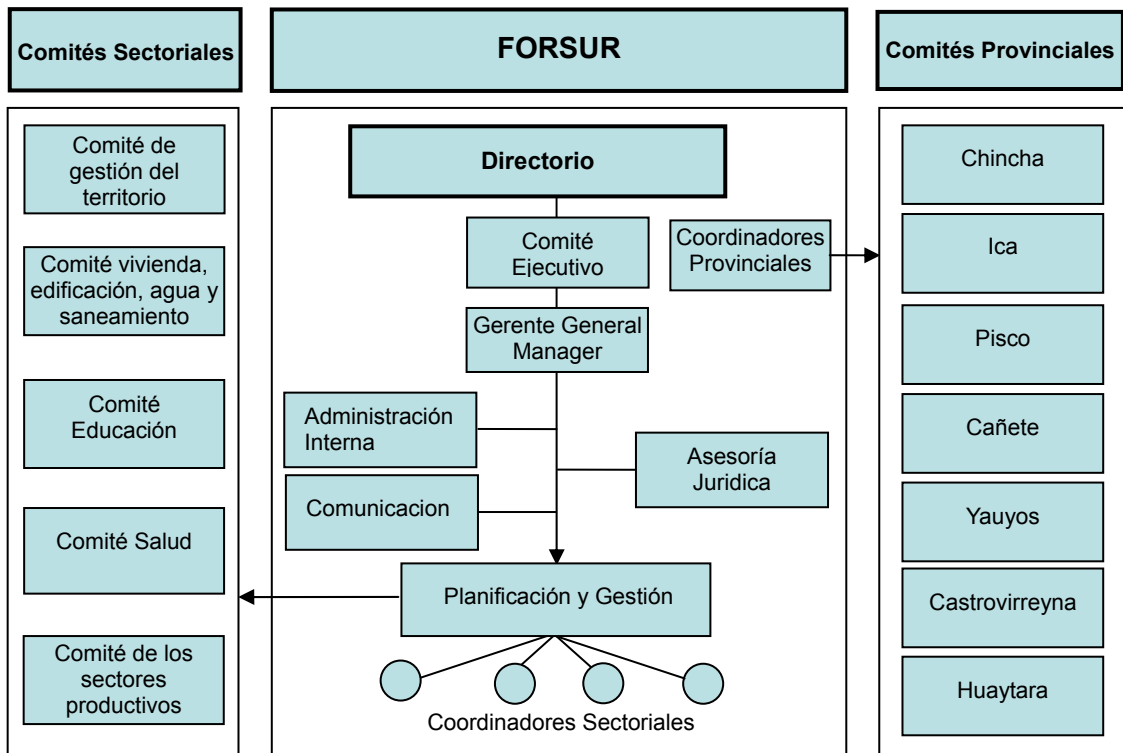 Comités Sectoriales
FORSUR
Comités Provinciales
Comité de
gestión del
territorio
Comité vivienda,
edificación, agua y
saneamiento
Comité
Educación
Comité Salud
Comité de los
sectores
productivos
Directorio
Comité
Ejecutivo
Coordinadores
Provinciales
Gerente General
Manager
Administración
Interna
Asesoría
Juridica
Comunicacion
Planificación y Gestión
Coordinadores Sectoriales
Chincha
Ica
Pisco
Cañete
Yauyos
Castrovirreyna
Huaytara